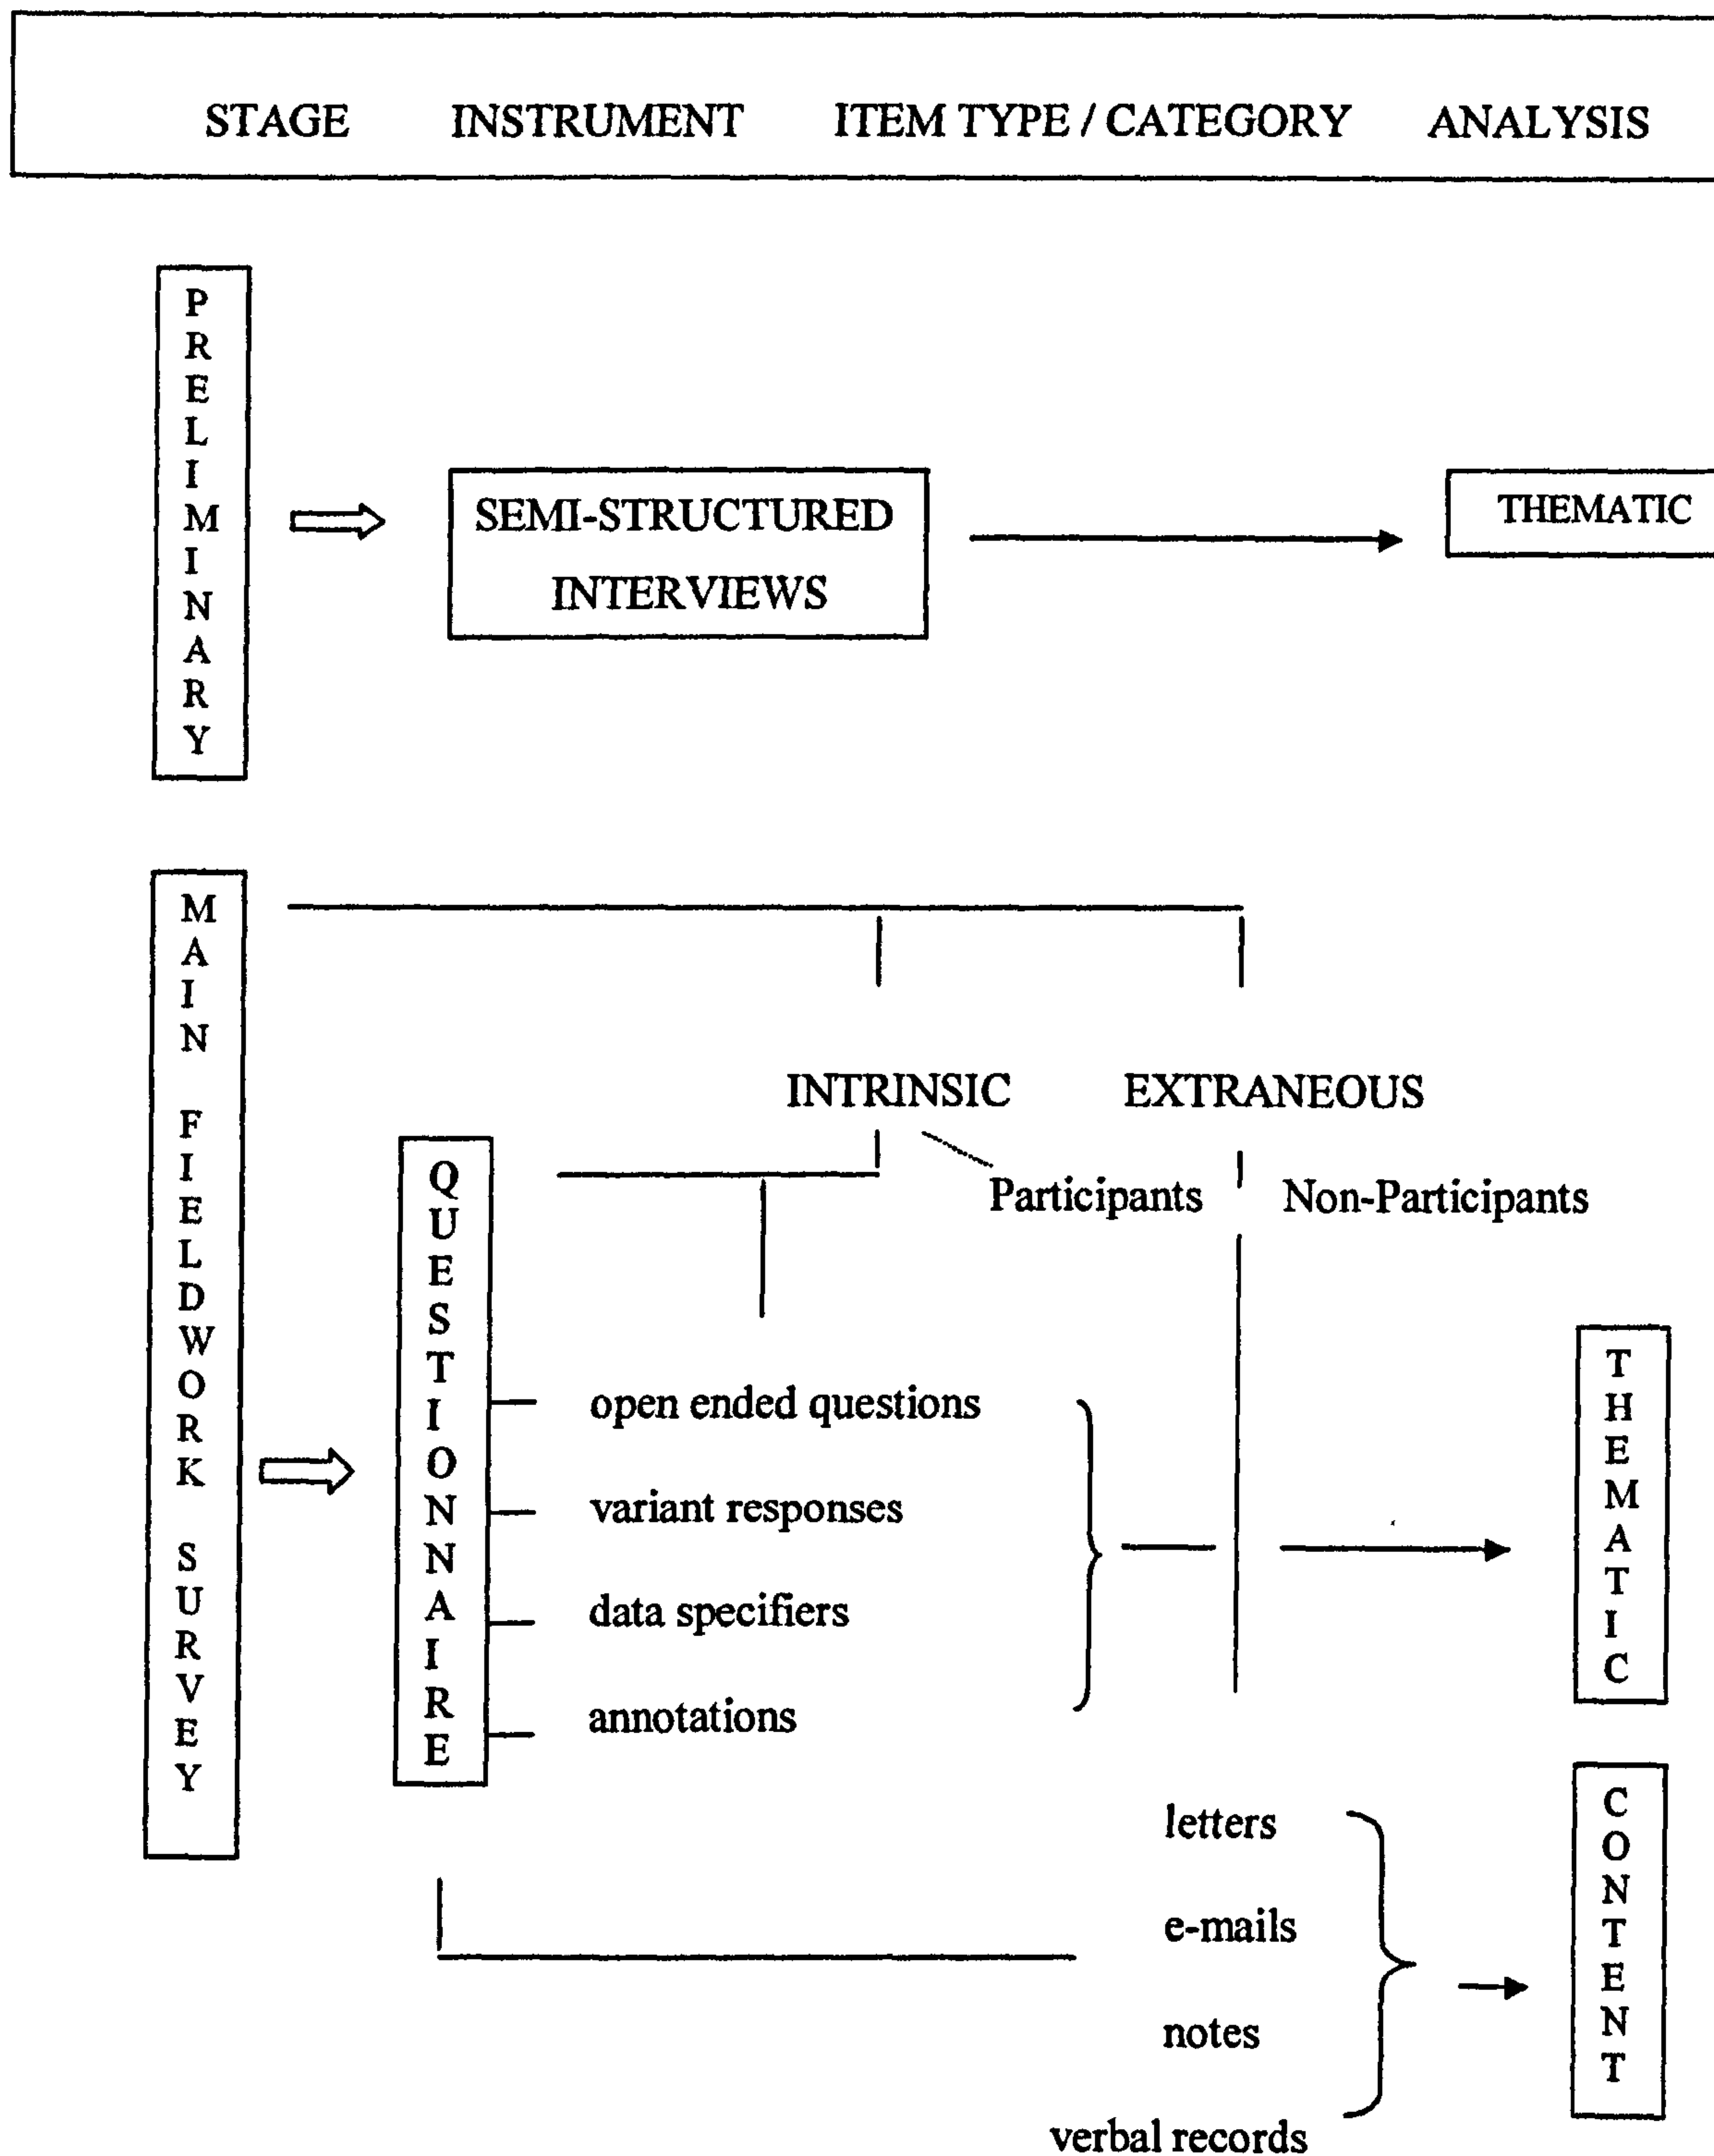 STAGE INSTRUMENT ITEM TYPE / CATEGORY ANALYSIS
PRELIMINARY
SEMI-STRUCTURED
INTERVIEWS
THEMATIC
MAIN FIELDWORK SURVEY
INTRINSIC EXTRANEOUS
Participants Non-Participants
QUESTIONNAIRE
open ended questions
variant responses
data specifiers
annotations
THEMATIC
letters
e-mails
notes
verbal records
CONTENT